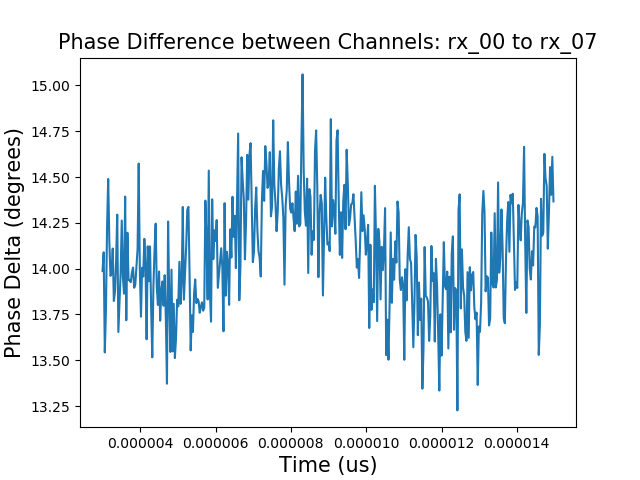 Phase Difference between Channels: rx_00 to rx_07
Phase Delta (degrees)
15.00
14.75
14.50
14.25
14.00
13.75
13.50
13.25
0.000004 0.000006 0.000008 0.000010 0.000012 0.000014
Time (us)